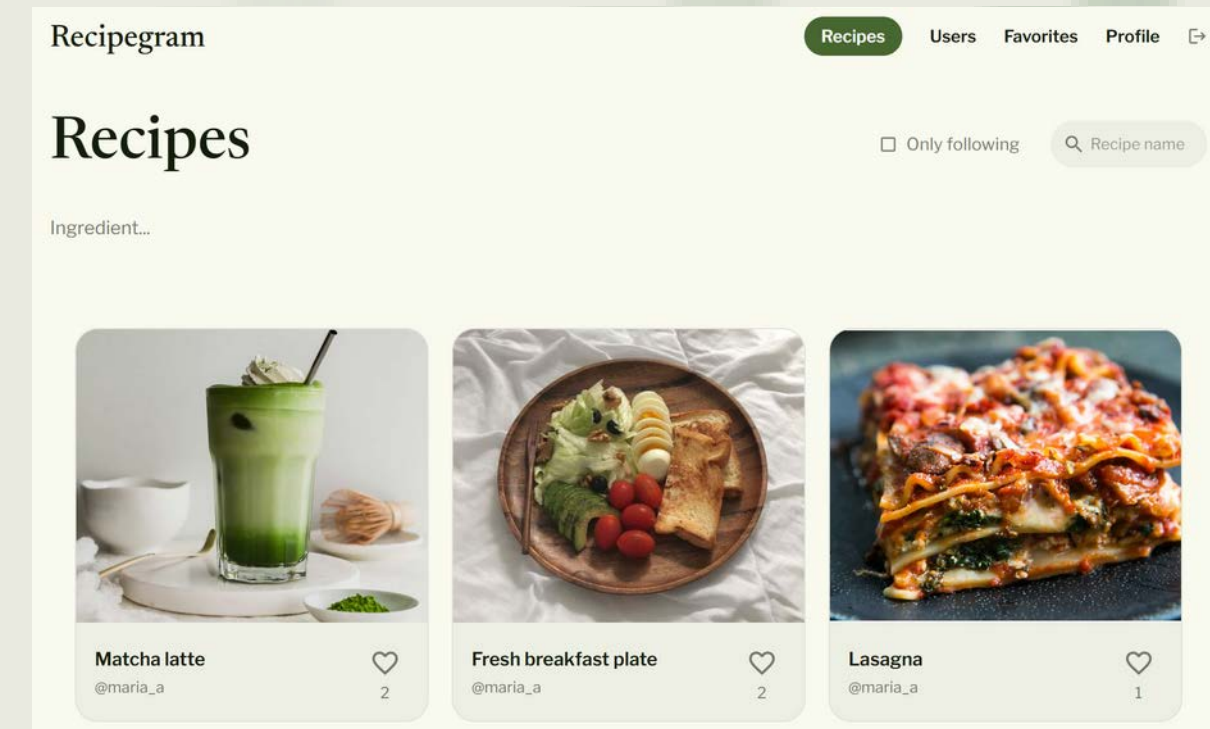 Recipegram
Recipes Users Favorites Profile
Recipes
Only following
Recipe name
Ingredient...
Matcha latte
@maria_a
2
Fresh breakfast plate
@maria_a
2
Lasagna
@maria_a
1